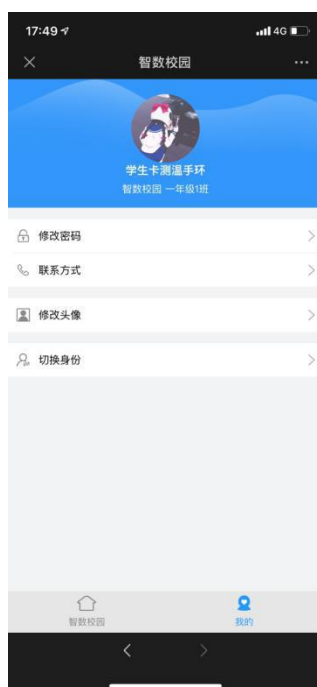 17:49
4G
智数校园
学生卡测温手环
智数校园 一年级1班
修改密码
联系方式
修改头像
切换身份
智数校园
我的